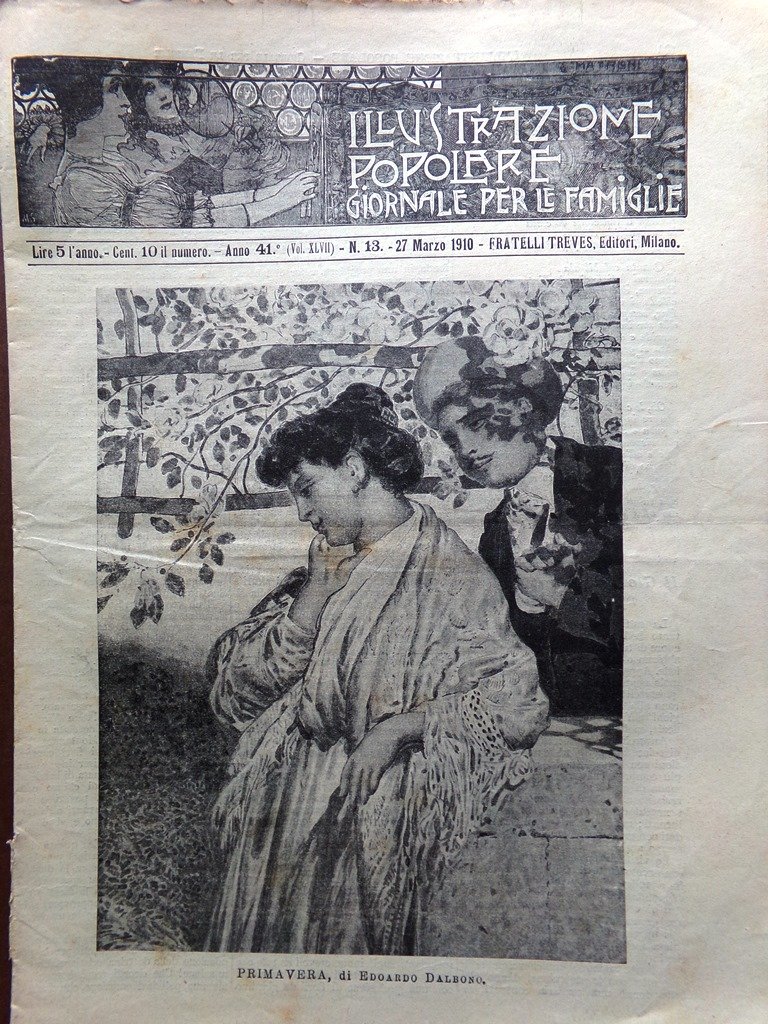 ILLUSTRAZIONE
POPOLARE
GIORNALE PER LE FAMIGLIE
Lire 5 l'anno. - Cent. 10 il numero. - Anno 41.° (Vol. XLVII) - N. 13. - 27 Marzo 1910 - FRATELLI TREVES, Editori, Milano.
PRIMAVERA, di EDOARDO DALBONO.